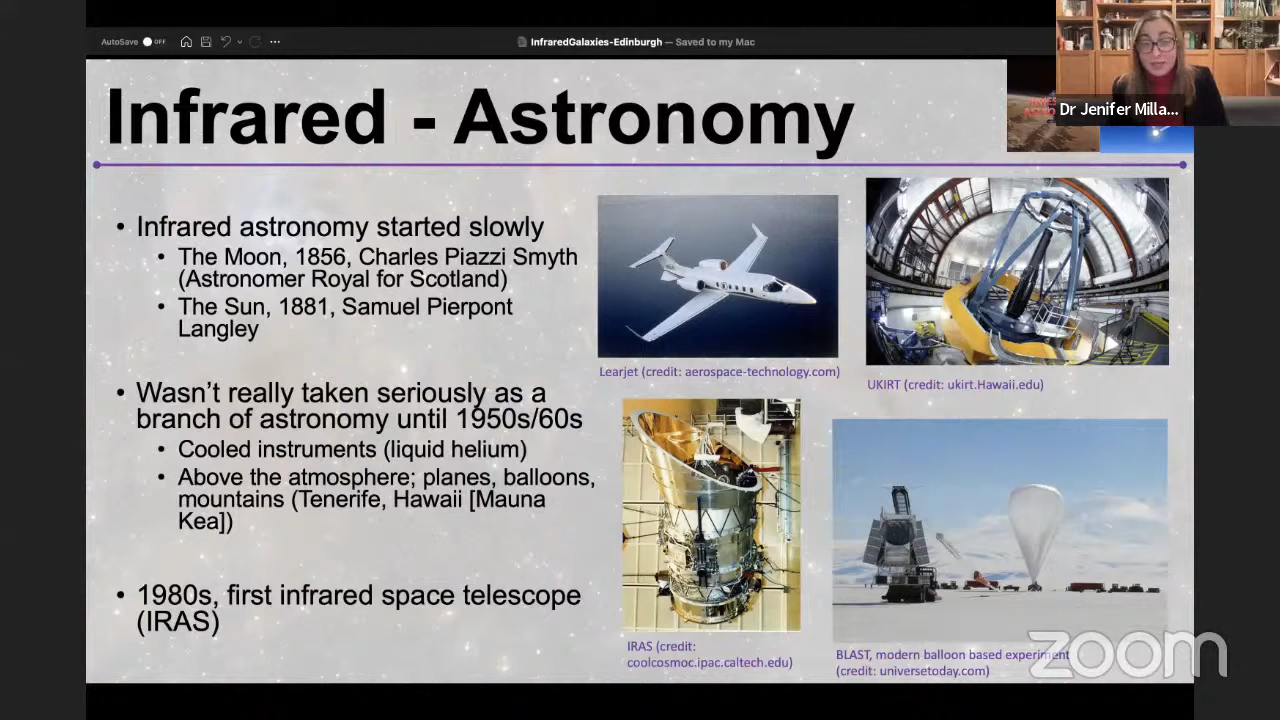 AutoSave OFF
InfraredGalaxies-Edinburgh — Saved to my Mac
Dr Jenifer Milla...
Infrared - Astronomy
• Infrared astronomy started slowly
• The Moon, 1856, Charles Piazzi Smyth
(Astronomer Royal for Scotland)
• The Sun, 1881, Samuel Pierpont
Langley
• Wasn't really taken seriously as a
branch of astronomy until 1950s/60s
• Cooled instruments (liquid helium)
• Above the atmosphere; planes, balloons,
mountains (Tenerife, Hawaii [Mauna
Kea])
• 1980s, first infrared space telescope
(IRAS)
Learjet (credit: aerospace-technology.com)
UKIRT (credit: ukirt.Hawaii.edu)
IRAS (credit:
coolcosmoc.ipac.caltech.edu)
BLAST, modern balloon based experiment
(credit: universetoday.com)
zoom